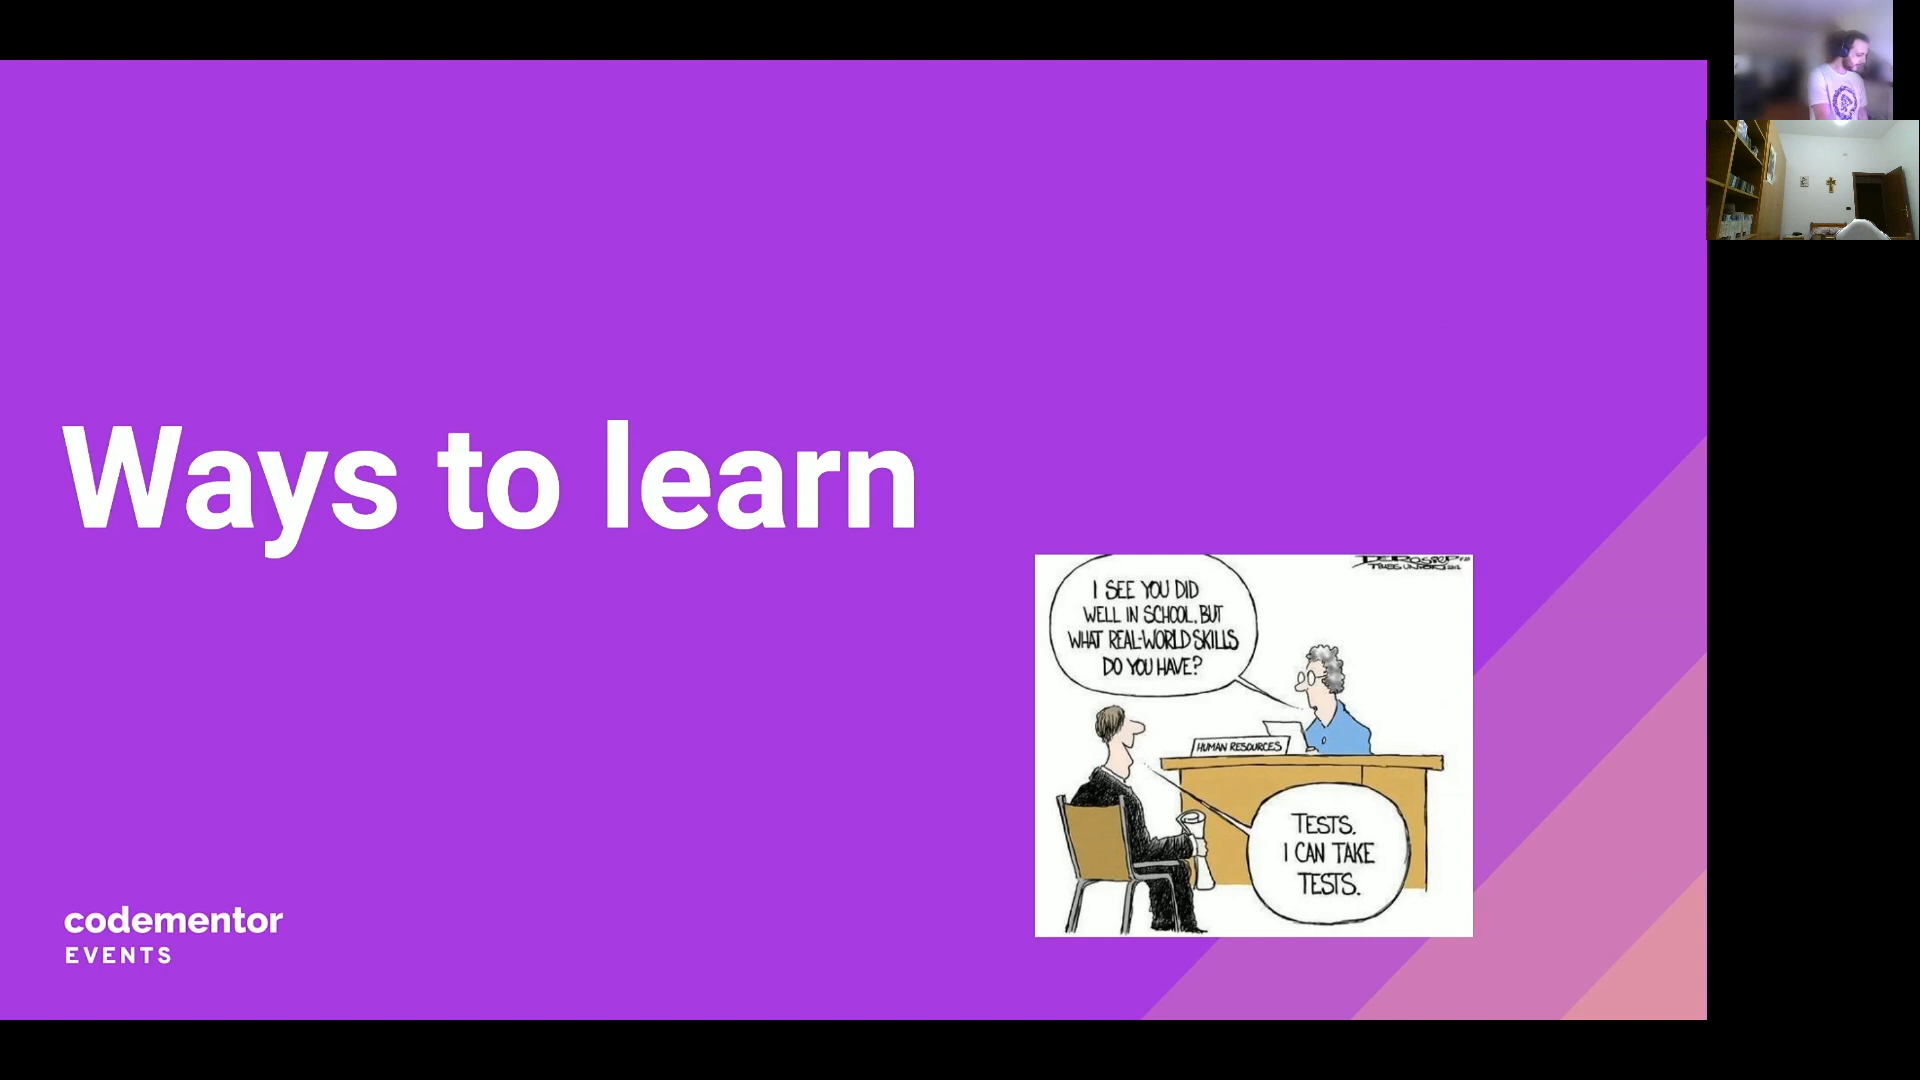 Ways to learn
I SEE YOU DID
WELL IN SCHOOL, BUT
WHAT REAL-WORLD SKILLS
DO YOU HAVE?
HUMAN RESOURCES
TESTS.
I CAN TAKE
TESTS.
codementor
EVENTS